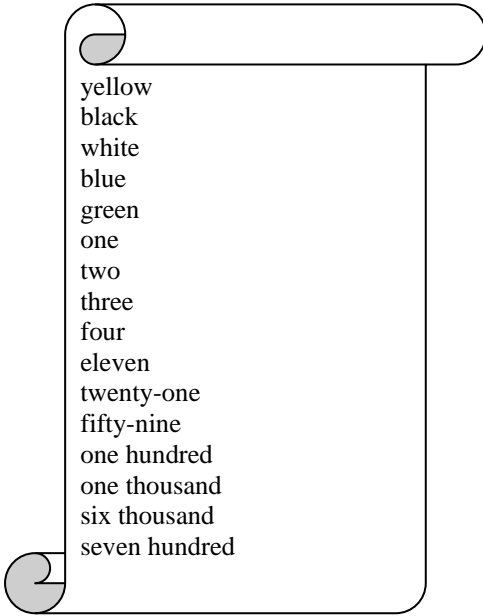 yellow
black
white
blue
green
one
two
three
four
eleven
twenty-one
fifty-nine
one hundred
one thousand
six thousand
seven hundred